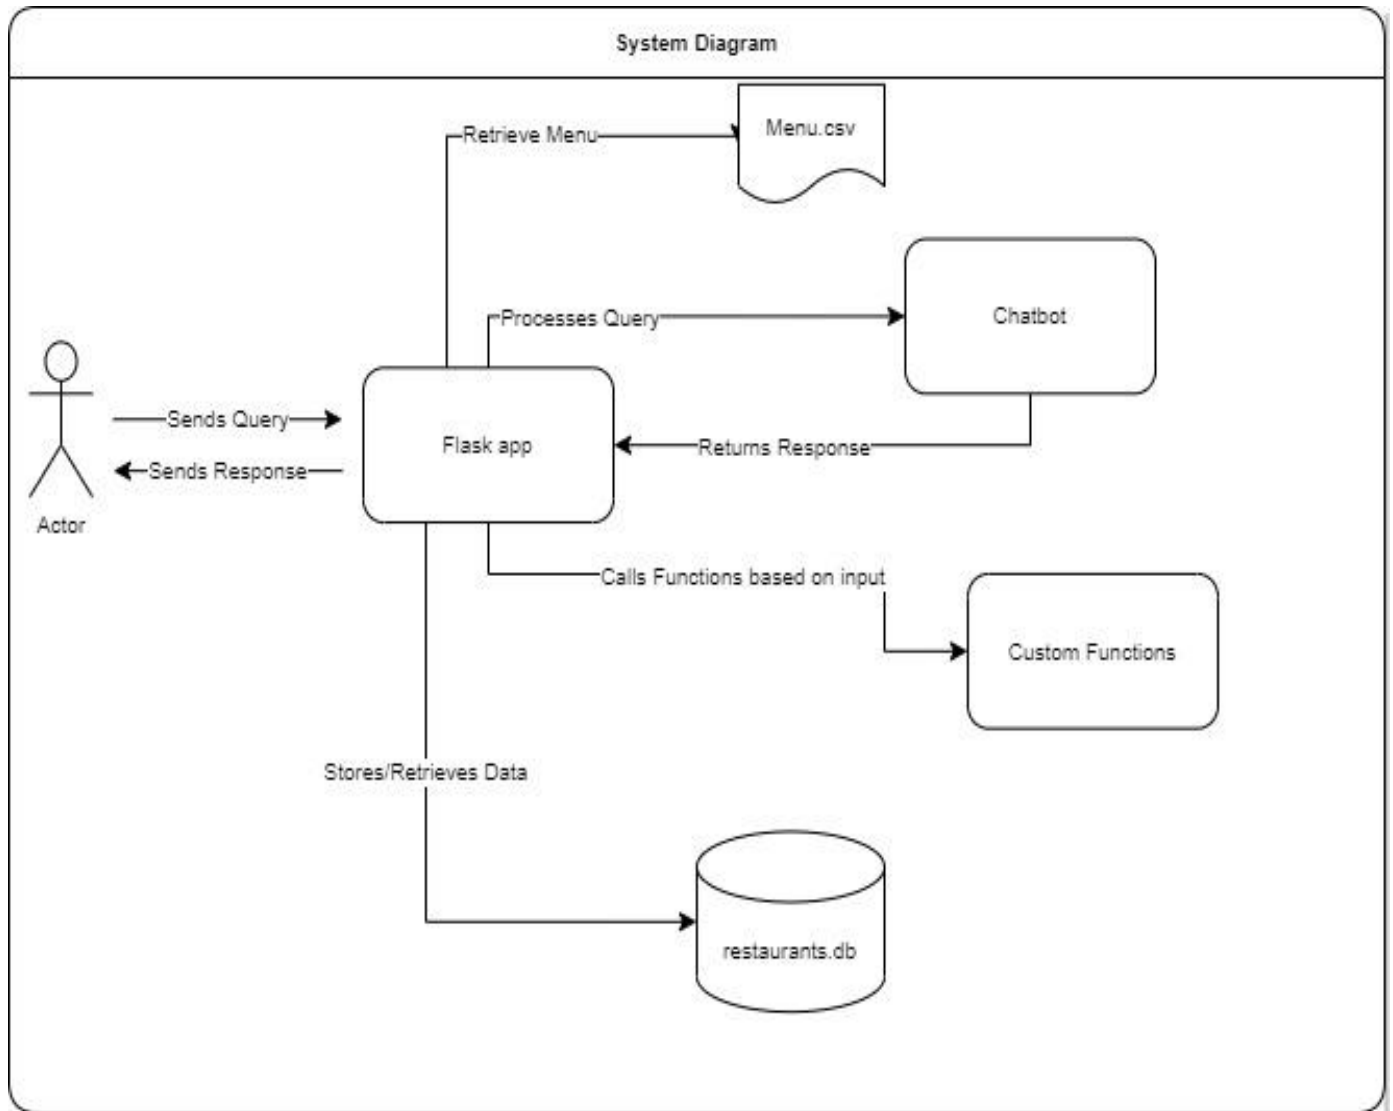 System Diagram
Retrieve Menu
Menu.csv
Processes Query
Chatbot
Sends Query
Flask app
Returns Response
Sends Response
Actor
Calls Functions based on input
Custom Functions
Stores/Retrieves Data
restaurants.db